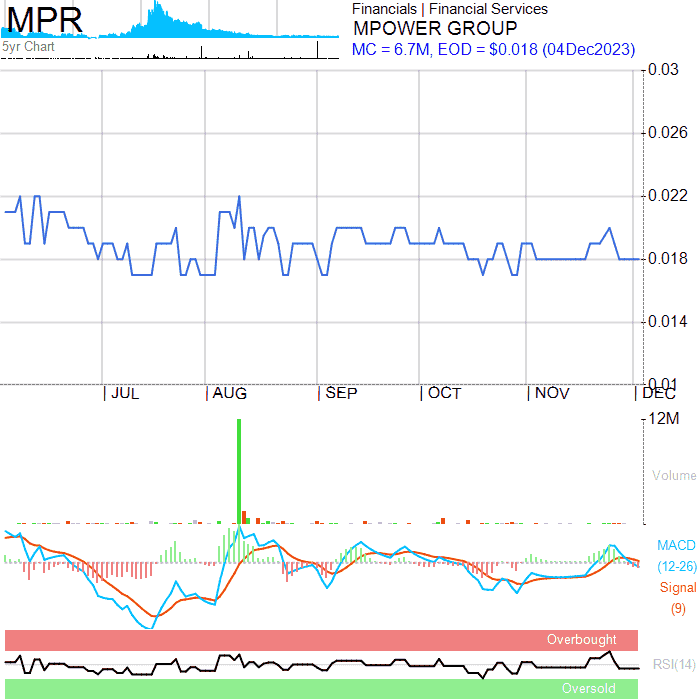 MPR
5yr Chart
Financials | Financial Services
MPOWER GROUP
MC = 6.7M, EOD = $0.018 (04Dec2023)
0.03
0.026
0.022
0.018
0.014
0.01
JUL
AUG
SEP
OCT
NOV
DEC
12M
Volume
MACD
(12-26)
Signal
(9)
Overbought
RSI(14)
Oversold